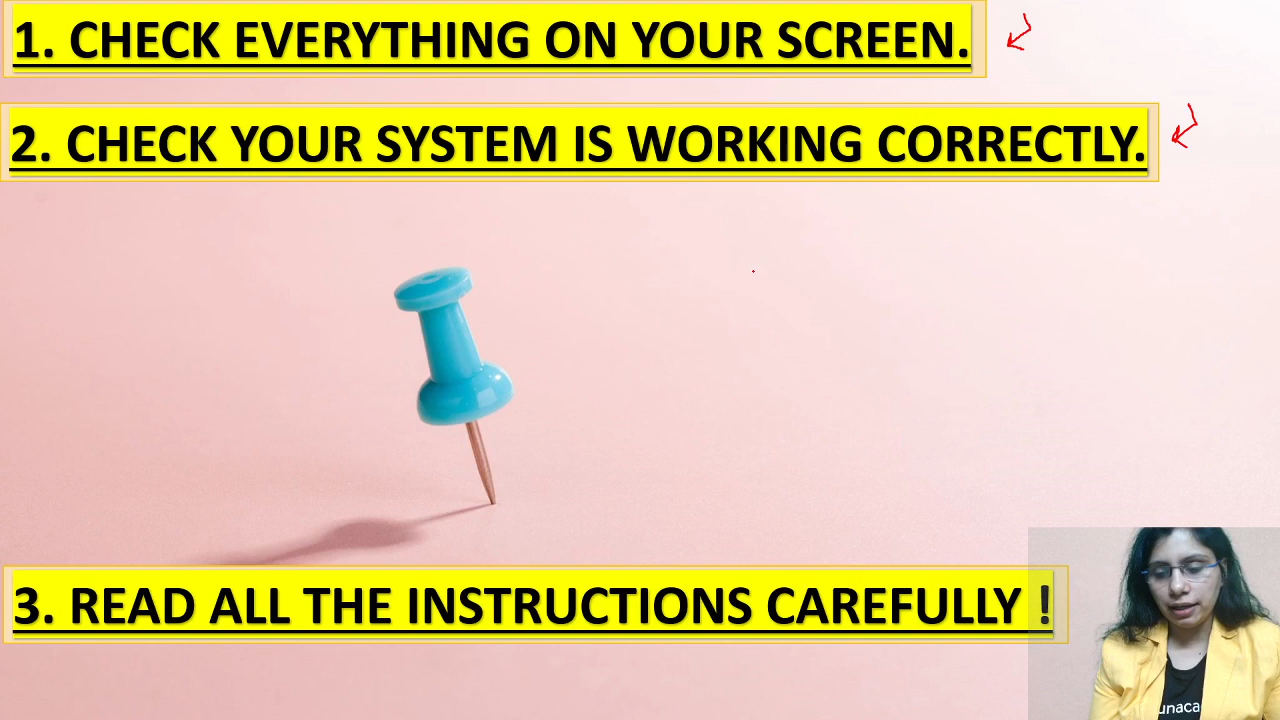 1. CHECK EVERYTHING ON YOUR SCREEN.
2. CHECK YOUR SYSTEM IS WORKING CORRECTLY.
3. READ ALL THE INSTRUCTIONS CAREFULLY !
unaca